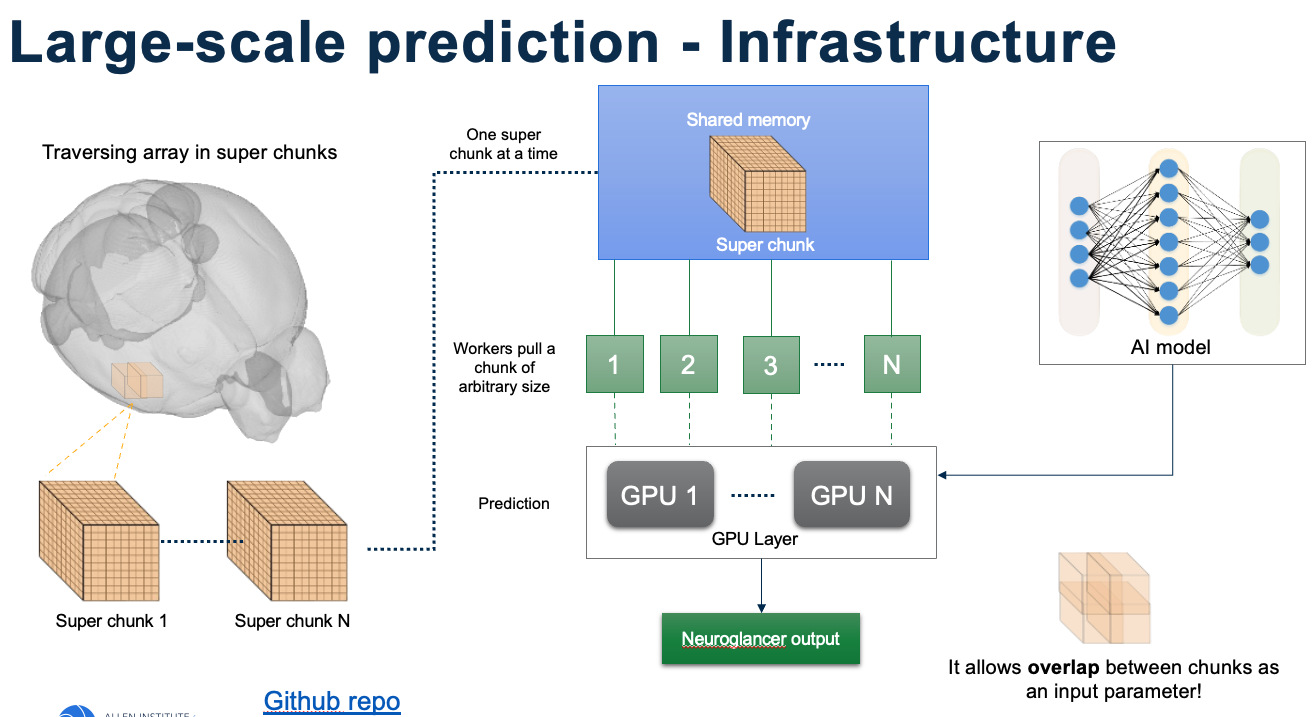 Large-scale prediction - Infrastructure
Traversing array in super chunks
One super
chunk at a time
Shared memory
Super chunk
AI model
Workers pull a
chunk of
arbitrary size
1
2
3
N
Prediction
GPU 1
GPU N
GPU Layer
Super chunk 1
Super chunk N
Neuroglancer output
It allows overlap between chunks as
an input parameter!
Github repo
ALLEN INSTITUTE